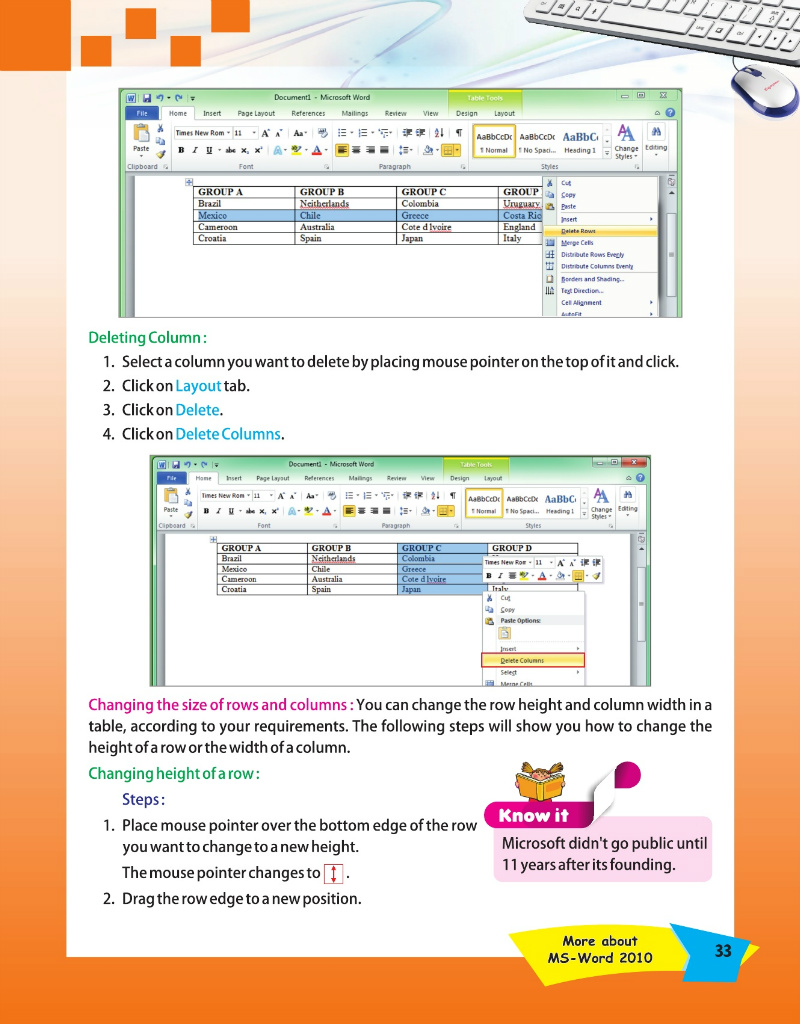 Document1 - Microsoft Word
Table Tools
File Home Insert Page Layout References Mailings Review View Design Layout
Times New Rom 11
Paste
AaBbCcDc AaBbCcDc AaBbC
¶ Normal ¶ No Spaci... Heading 1
Change Styles
Editing
Clipboard Font Paragraph Styles
GROUP A GROUP B GROUP C GROUP
Brazil Neitherlands Colombia Uruguary
Mexico Chile Greece Costa Ric
Cameroon Australia Cote d lvoire England
Croatia Spain Japan Italy
Cut
Copy
Paste
Insert
Delete Rows
Merge Cells
Distribute Rows Evenly
Distribute Columns Evenly
Borders and Shading...
Text Direction...
Cell Alignment
AutoFit
Deleting Column :
1. Select a column you want to delete by placing mouse pointer on the top of it and click.
2. Click on Layout tab.
3. Click on Delete.
4. Click on Delete Columns.
Document1 - Microsoft Word
Table Tools
File Home Insert Page Layout References Mailings Review View Design Layout
Times New Rom 11
Paste
AaBbCcDc AaBbCcDc AaBbC
¶ Normal ¶ No Spaci... Heading 1
Change Styles
Editing
Clipboard Font Paragraph Styles
GROUP A GROUP B GROUP C GROUP D
Brazil Neitherlands Colombia
Mexico Chile Greece
Cameroon Australia Cote d lvoire
Croatia Spain Japan Italy
Times New Rom 11
Cut
Copy
Paste Options:
Insert
Delete Columns
Select
Merge Cells
Changing the size of rows and columns : You can change the row height and column width in a
table, according to your requirements. The following steps will show you how to change the
height of a row or the width of a column.
Changing height of a row :
Steps :
1. Place mouse pointer over the bottom edge of the row
you want to change to a new height.
The mouse pointer changes to .
2. Drag the row edge to a new position.
Know it
Microsoft didn't go public until
11 years after its founding.
More about
MS-Word 2010
33